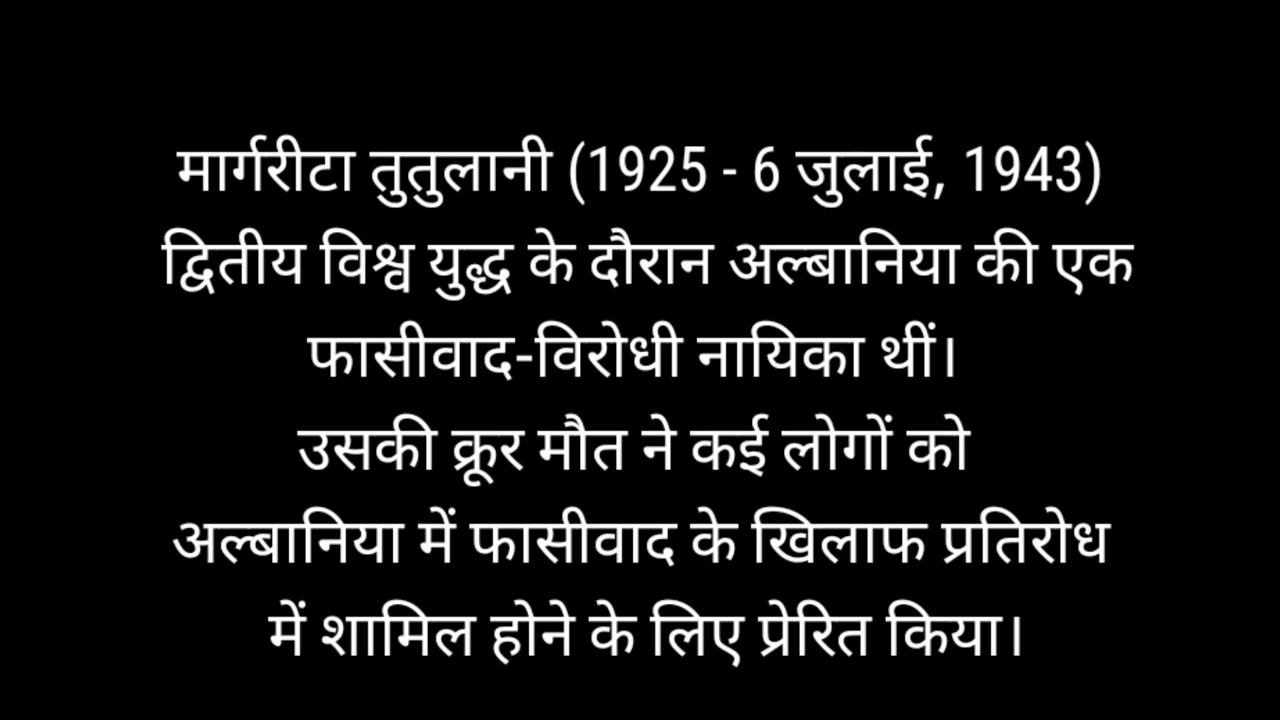 मार्गरीटा तुतुलानी (1925 - 6 जुलाई, 1943)
द्वितीय विश्व युद्ध के दौरान अल्बानिया की एक
फासीवाद-विरोधी नायिका थीं।
उसकी क्रूर मौत ने कई लोगों को
अल्बानिया में फासीवाद के खिलाफ प्रतिरोध
में शामिल होने के लिए प्रेरित किया।